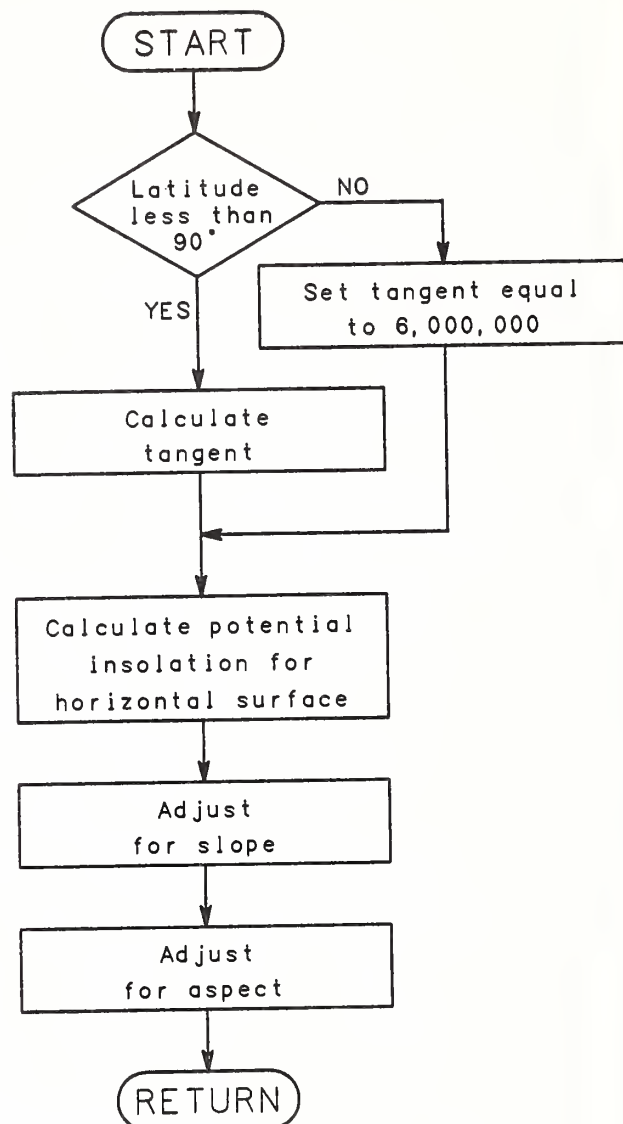 START
Latitude
less than
90°
NO
YES
Set tangent equal
to 6,000,000
Calculate
tangent
Calculate potential
insolation for
horizontal surface
Adjust
for slope
Adjust
for aspect
RETURN